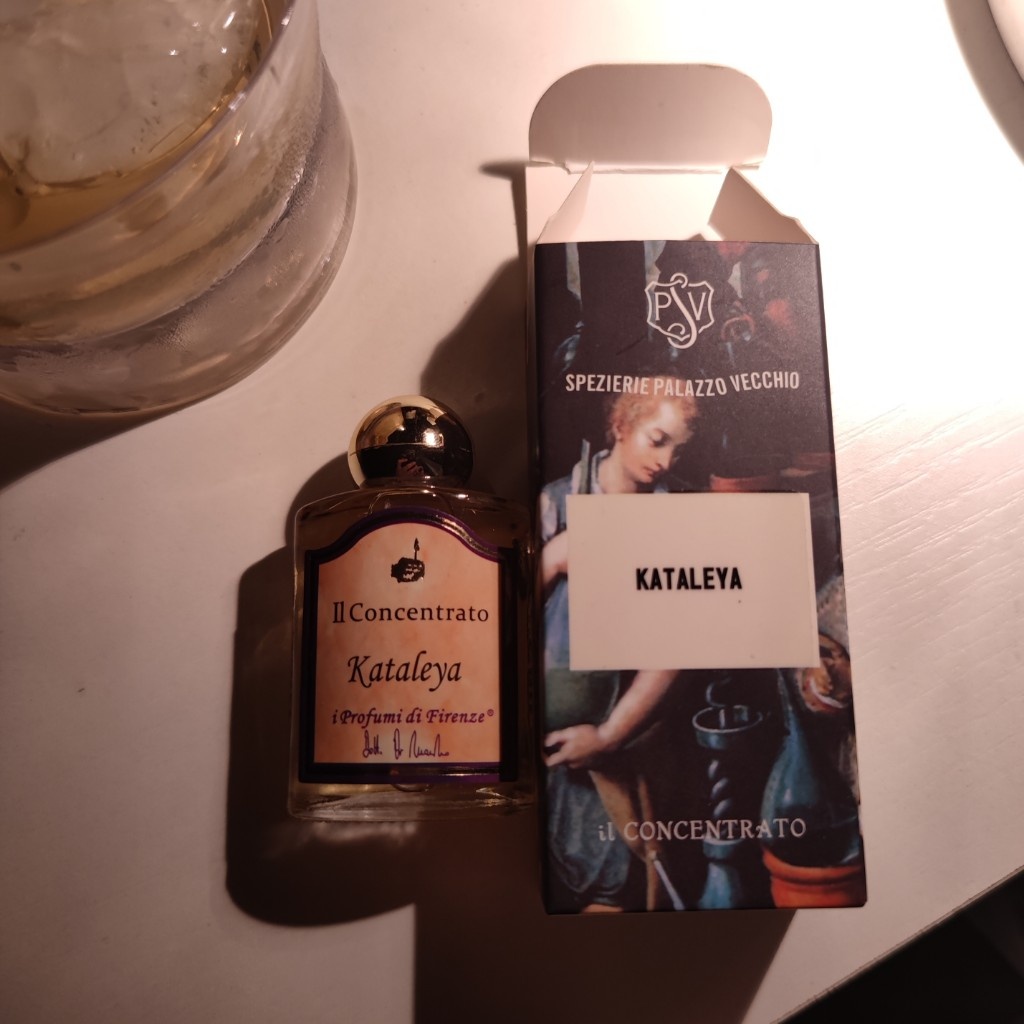 Il Concentrato
Kataleya
i Profumi di Firenze®
PSV
SPEZIERIE PALAZZO VECCHIO
KATALEYA
il CONCENTRATO